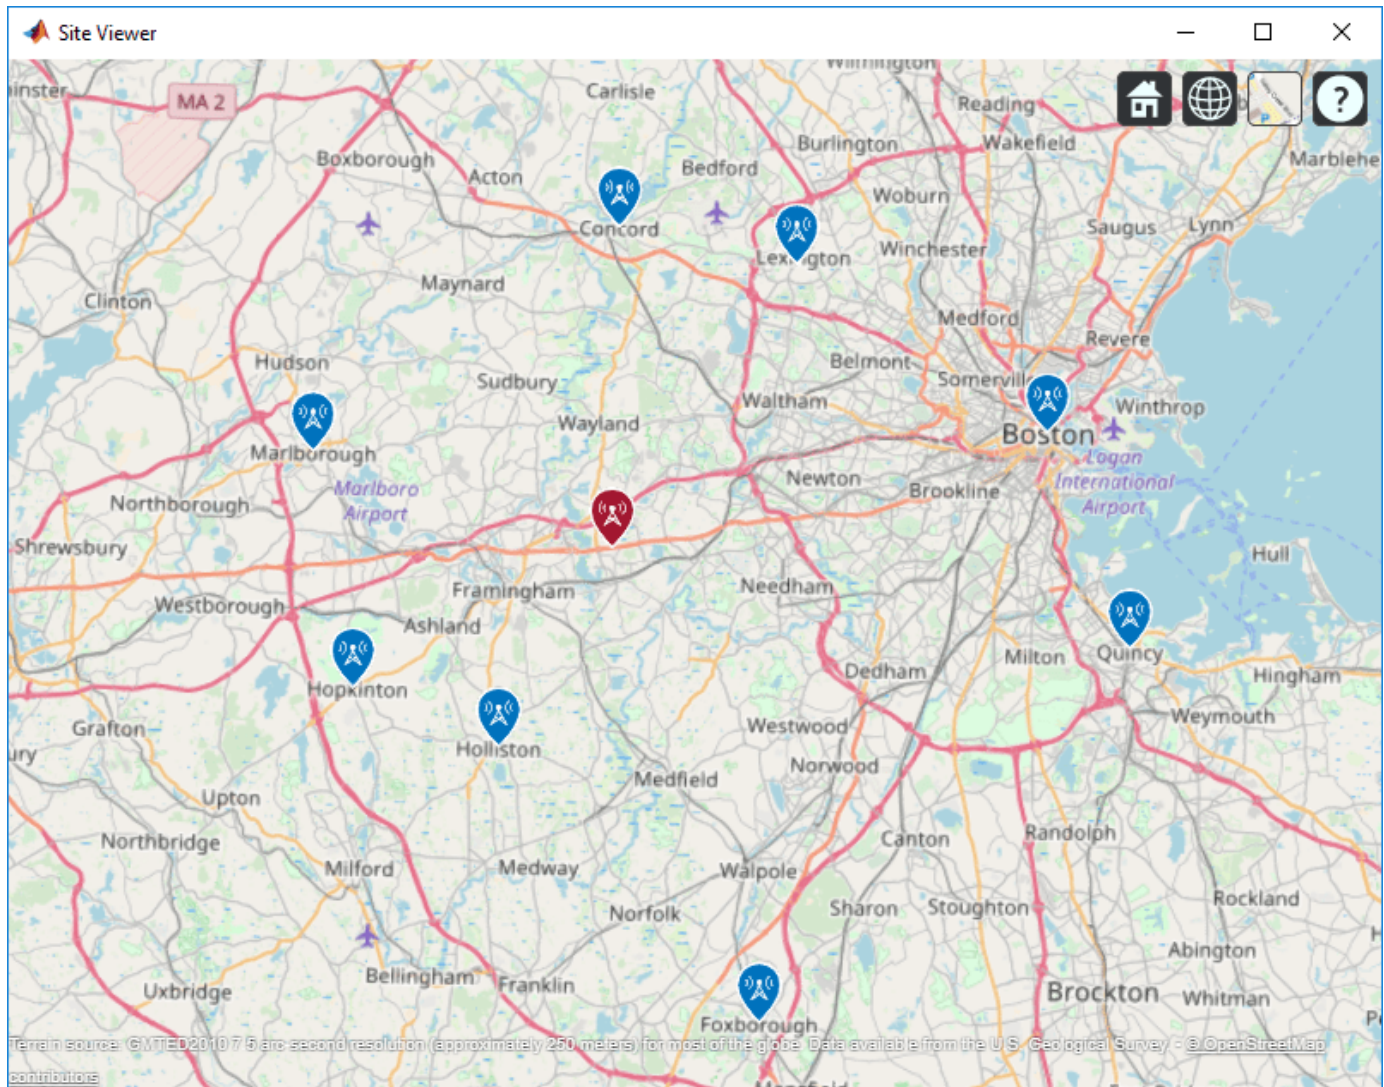 Site Viewer
Wilmington
MA 2
Carlisle
Reading
Burlington
Wakefield
Boxborough
Marblehe
Acton
Bedford
Woburn
Concord
Saugus
Lynn
Winchester
Lexington
Maynard
Clinton
Medford
Revere
Hudson
Belmont
Sudbury
Somerville
Waltham
Winthrop
Wayland
Boston
Marlborough
Logan
International
Airport
Newton
Brookline
Marlboro
Airport
Northborough
Shrewsbury
Hull
Framingham
Needham
Westborough
Ashland
Milton
Quincy
Dedham
Hingham
Hopkinton
Weymouth
Grafton
Westwood
ury
Holliston
Norwood
Medfield
Upton
Randolph
Northbridge
Canton
Milford
Medway
Walpole
Rockland
Norfolk
Sharon
Stoughton
Abington
Bellingham
Franklin
Uxbridge
Brockton
Whitman
Foxborough
Terrain source: GMTED2010 7.5 arc-second resolution (approximately 250 meters) for most of the globe. Data available from the U.S. Geological Survey - © OpenStreetMap
contributors